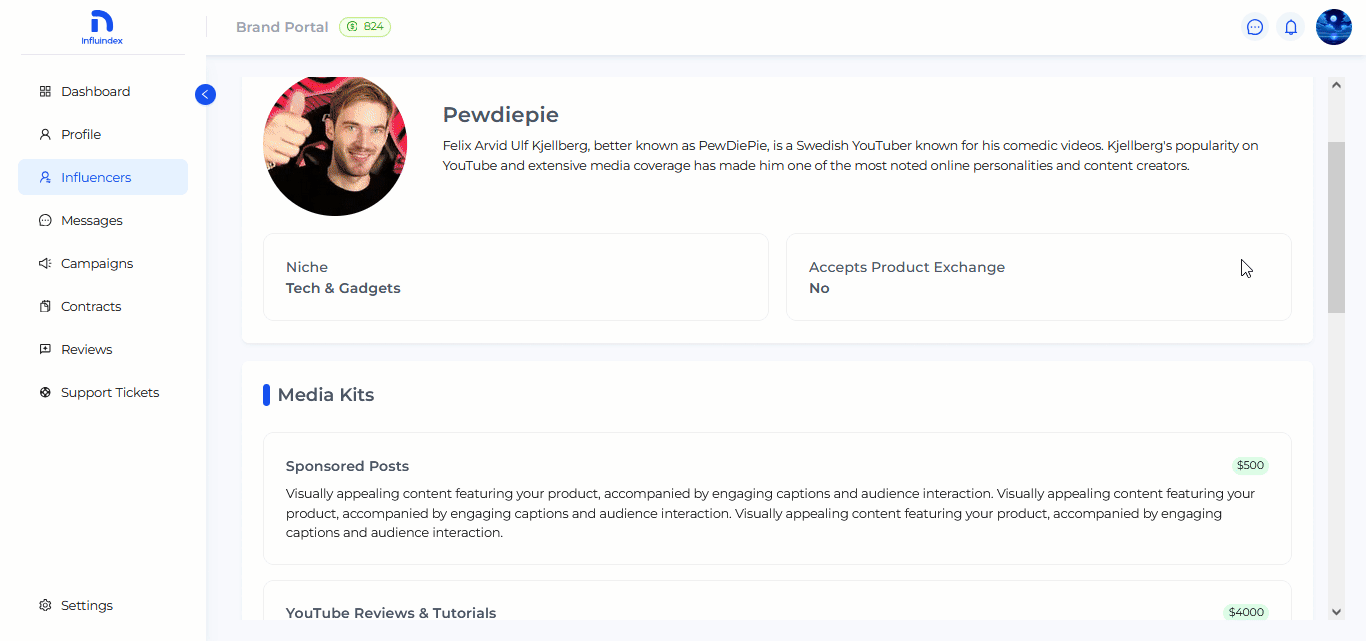 Influindex
Brand Portal
824
Dashboard
Profile
Influencers
Messages
Campaigns
Contracts
Reviews
Support Tickets
Settings
Pewdiepie
Felix Arvid Ulf Kjellberg, better known as PewDiePie, is a Swedish YouTuber known for his comedic videos. Kjellberg's popularity on
YouTube and extensive media coverage has made him one of the most noted online personalities and content creators.
Niche
Tech & Gadgets
Accepts Product Exchange
No
Media Kits
Sponsored Posts
$500
Visually appealing content featuring your product, accompanied by engaging captions and audience interaction. Visually appealing content featuring your
product, accompanied by engaging captions and audience interaction. Visually appealing content featuring your product, accompanied by engaging
captions and audience interaction.
YouTube Reviews & Tutorials
$4000